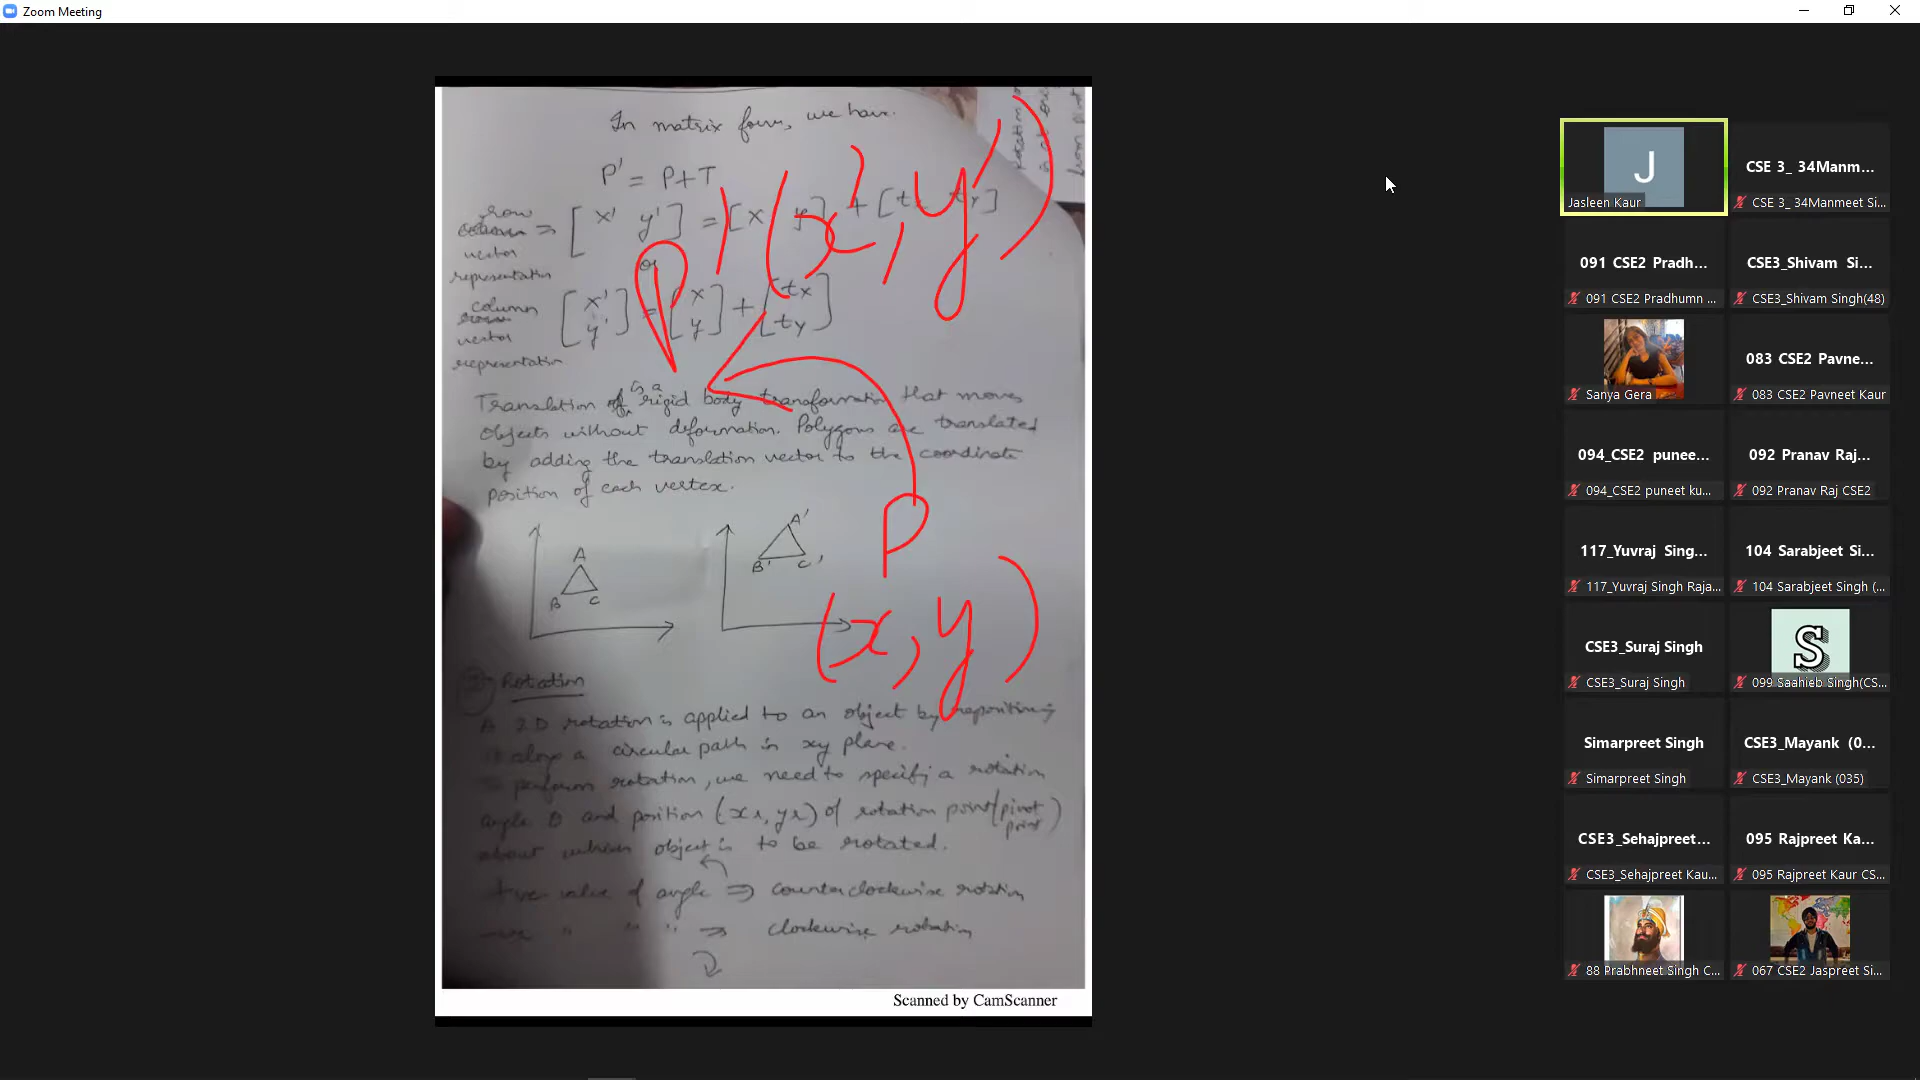 Zoom Meeting
In matrix form, we have.
P' = P+T
row
vector
representation
⇒ [x' y'] = [x y] + [tx ty]
or
column
vector
representation
[x' y'] = [x y] + [tx ty]
P'(x', y')
Translation is a rigid body transformation that moves
objects without deformation. Polygons are translated
by adding the translation vector to the coordinate
position of each vertex.
A
B C
A'
B' C'
P
(x, y)
Rotation
A 2D rotation is applied to an object by repositioning
it along a circular path in xy plane.
perform rotation, we need to specify a rotation
angle θ and position (xr, yr) of rotation point (pivot
point)
about which object is to be rotated.
+ve value of angle ⇒ counterclockwise rotation
-ve " " " ⇒ clockwise rotation
Scanned by CamScanner
J
Jasleen Kaur
CSE 3_ 34Manm...
CSE 3_ 34Manmeet Si...
091 CSE2 Pradh...
091 CSE2 Pradhumn ...
CSE3_Shivam Si...
CSE3_Shivam Singh(48)
Sanya Gera
083 CSE2 Pavne...
083 CSE2 Pavneet Kaur
094_CSE2 punee...
094_CSE2 puneet ku...
092 Pranav Raj...
092 Pranav Raj CSE2
117_Yuvraj Sing...
117_Yuvraj Singh Raja...
104 Sarabjeet Si...
104 Sarabjeet Singh (...
CSE3_Suraj Singh
CSE3_Suraj Singh
S
099 Saahieb Singh(CS...
Simarpreet Singh
Simarpreet Singh
CSE3_Mayank (0...
CSE3_Mayank (035)
CSE3_Sehajpreet...
CSE3_Sehajpreet Kau...
095 Rajpreet Ka...
095 Rajpreet Kaur CS...
88 Prabhneet Singh C...
067 CSE2 Jaspreet Si...